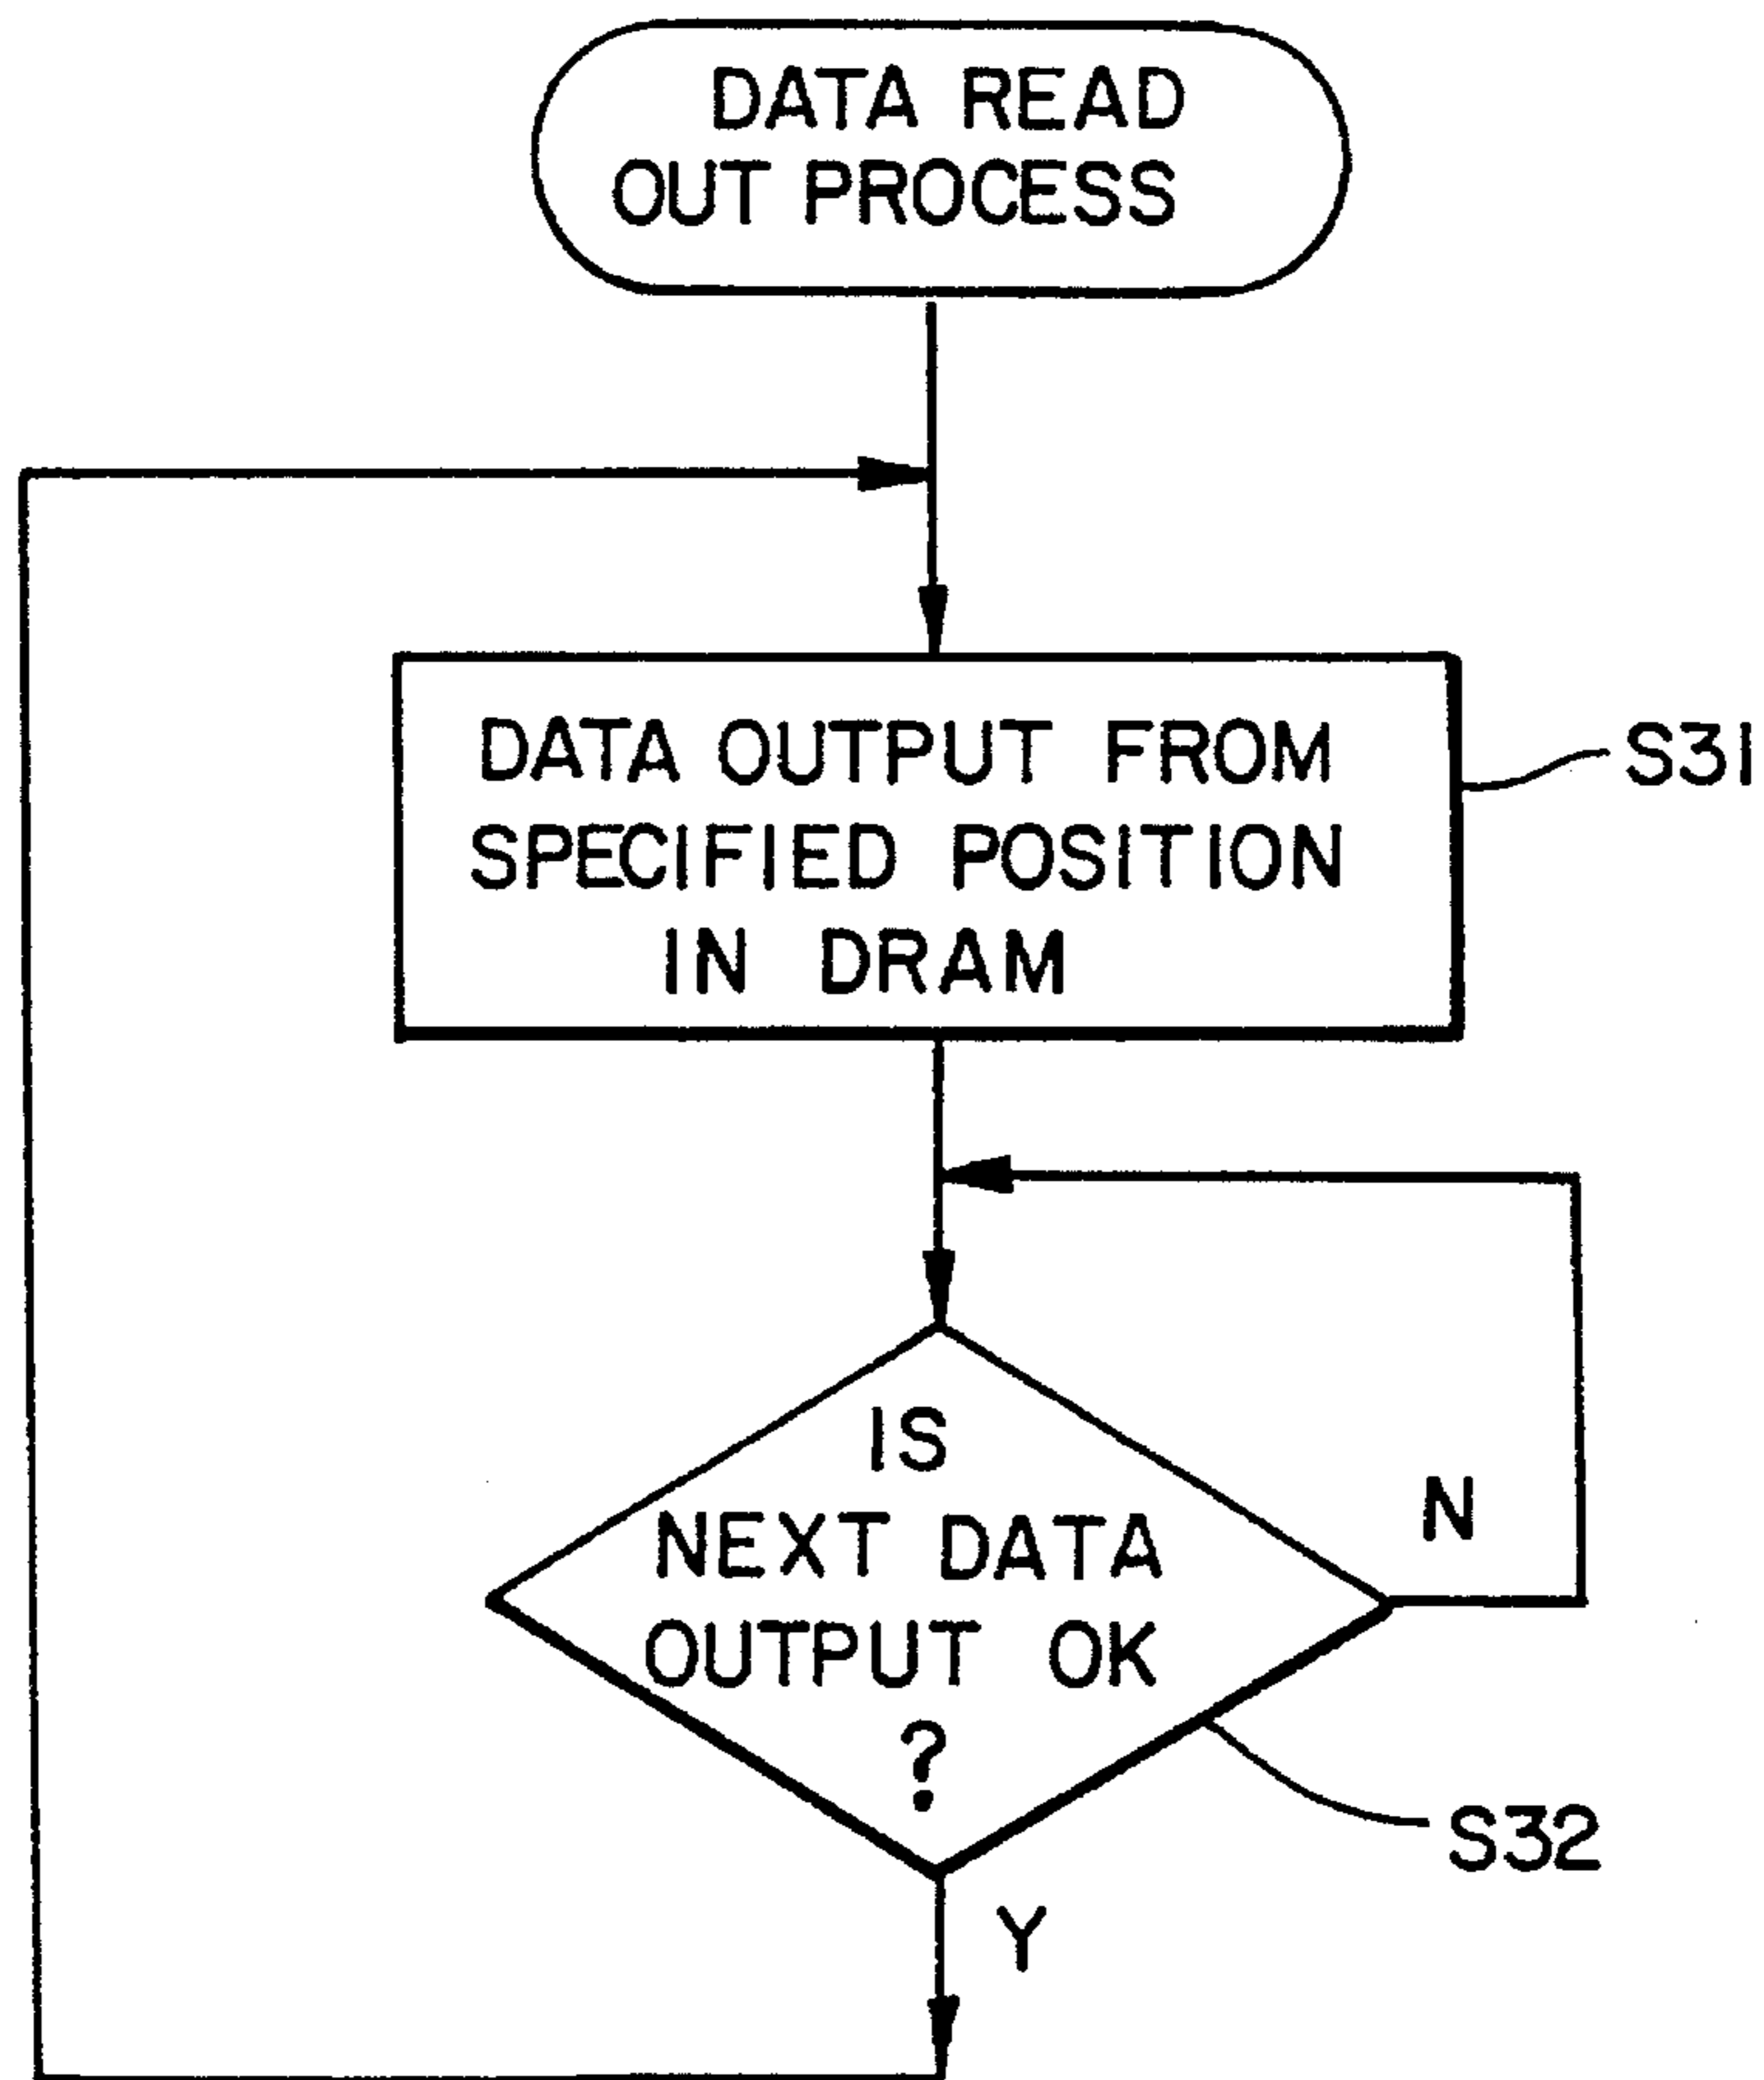 DATA READ
OUT PROCESS
DATA OUTPUT FROM
SPECIFIED POSITION
IN DRAM
S31
IS
NEXT DATA
OUTPUT OK
?
N
S32
Y